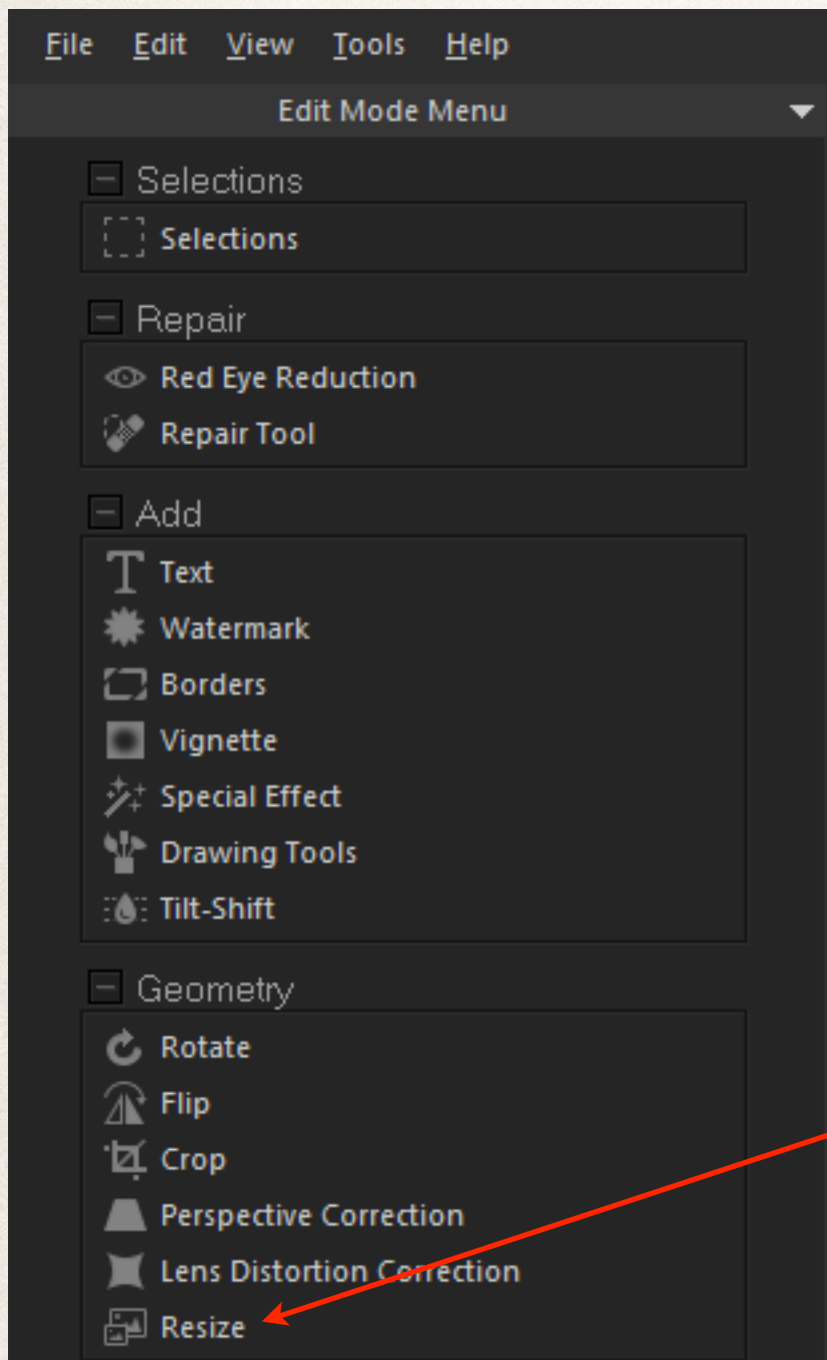 File Edit View Tools Help
Edit Mode Menu
Selections
Selections
Repair
Red Eye Reduction
Repair Tool
Add
Text
Watermark
Borders
Vignette
Special Effect
Drawing Tools
Tilt-Shift
Geometry
Rotate
Flip
Crop
Perspective Correction
Lens Distortion Correction
Resize